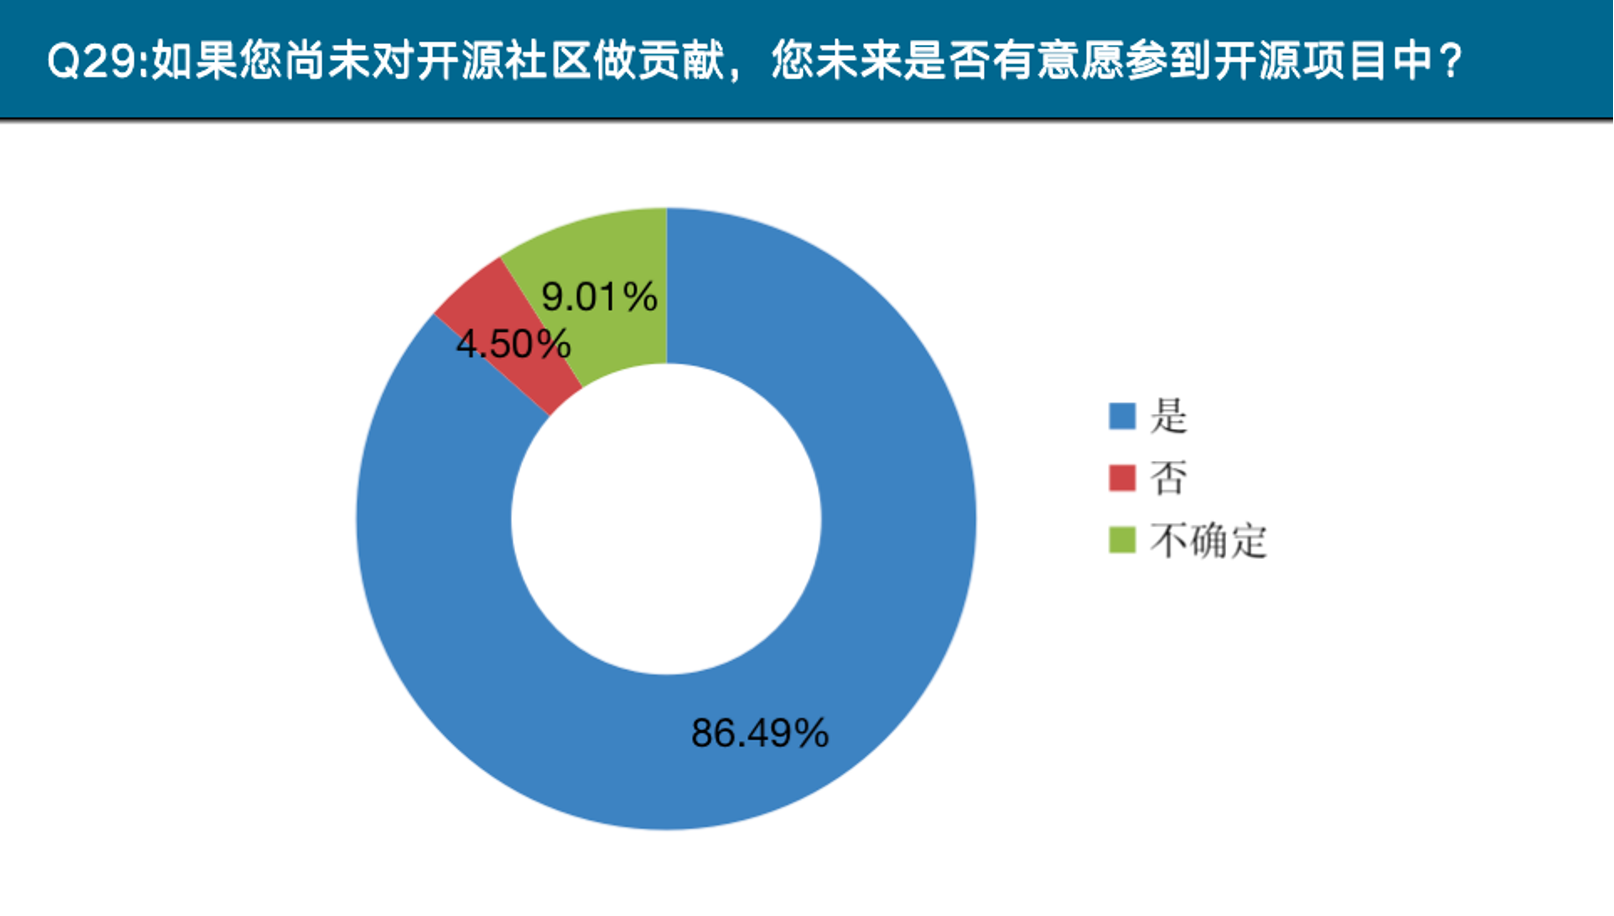 Q29:如果您尚未对开源社区做贡献，您未来是否有意愿参到开源项目中？
9.01%
4.50%
是
否
不确定
86.49%